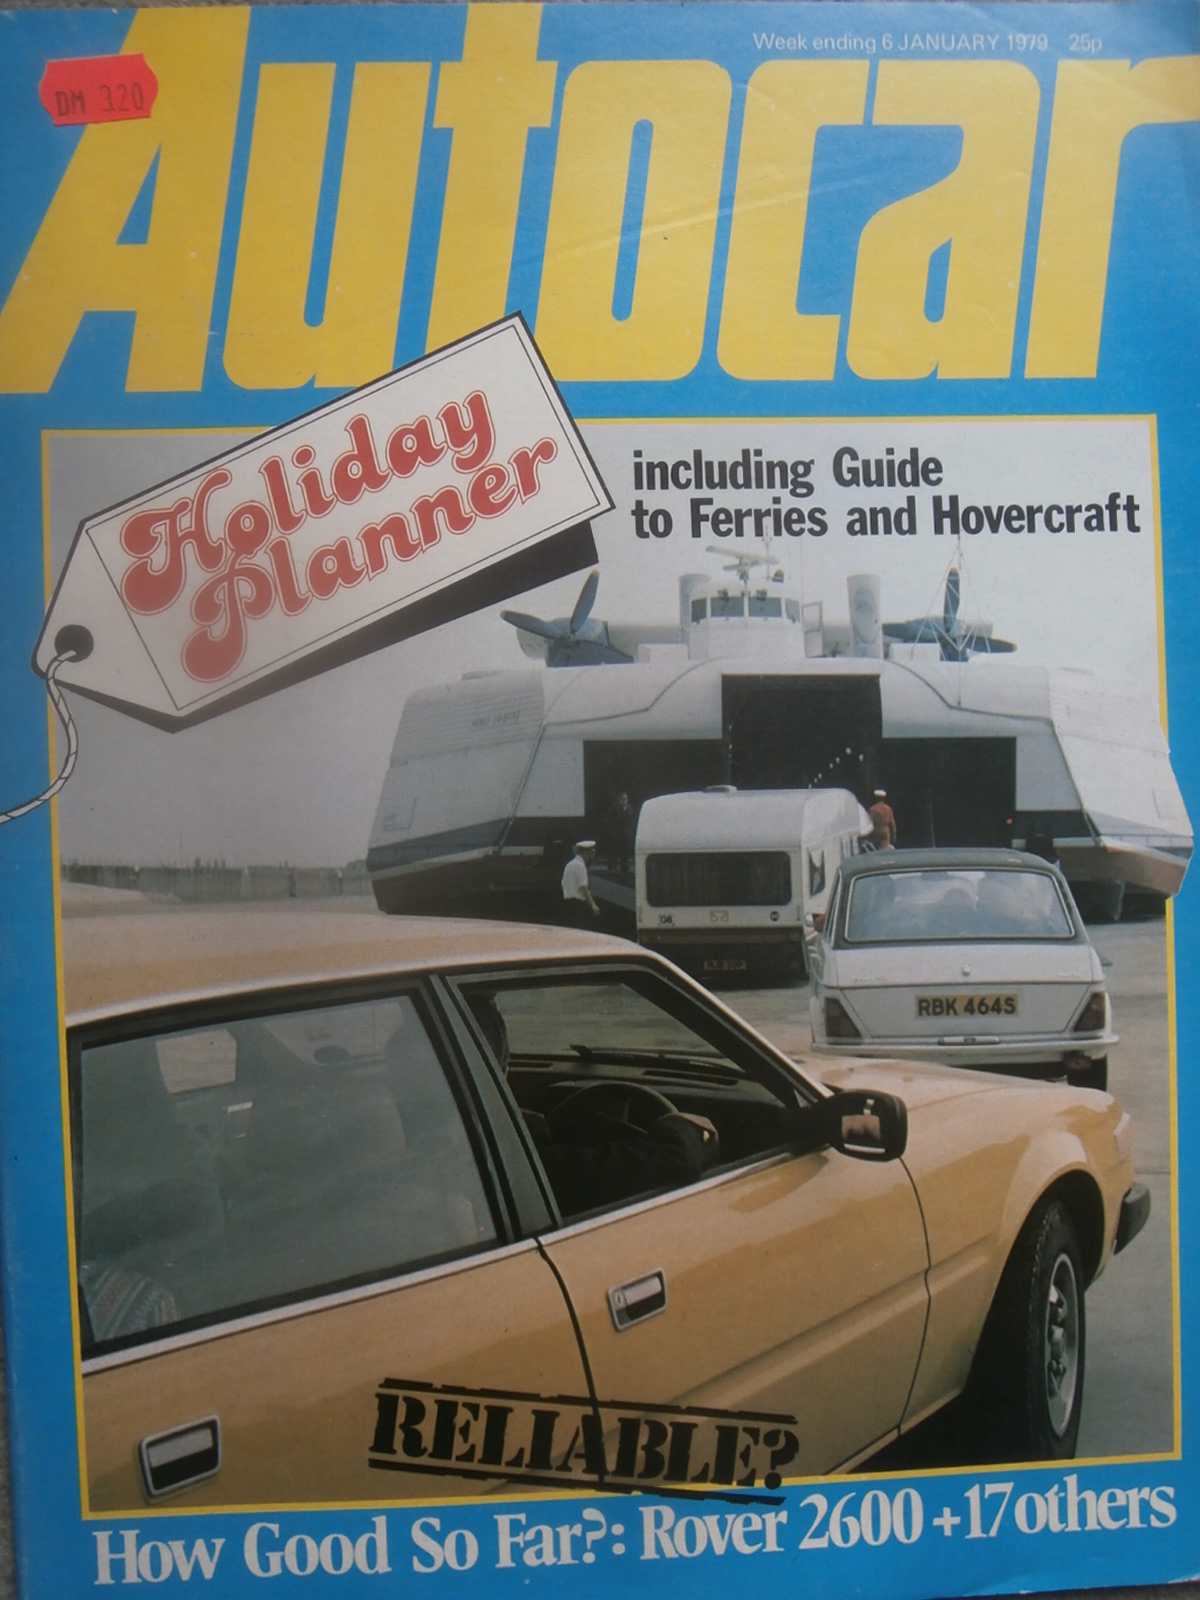 Week ending 6 JANUARY 1979 25p
DM 3.20
Autocar
Holiday
Planner
including Guide
to Ferries and Hovercraft
GB
RBK 464S
RELIABLE?
How Good So Far?: Rover 2600 +17 others